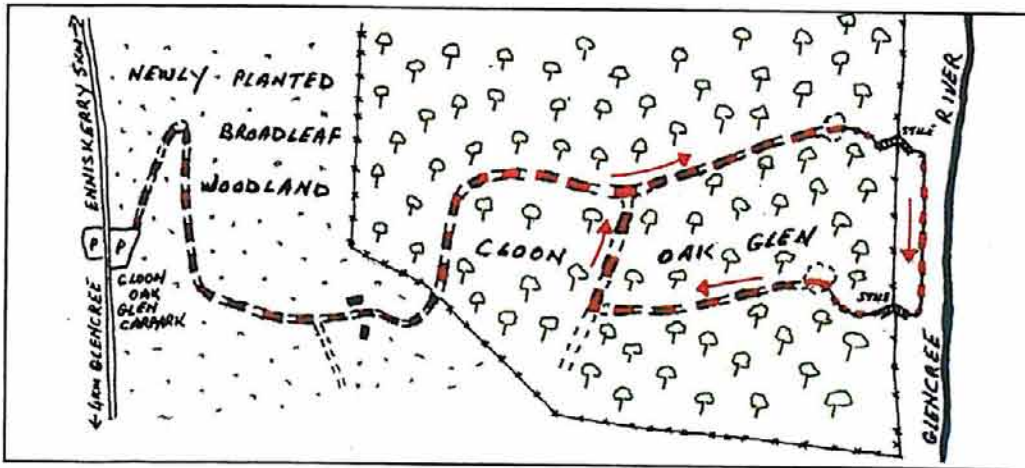 ← 4KM GLENCREE ENNISKERRY 5KM →
NEWLY PLANTED
BROADLEAF
WOODLAND
P P
CLOON
OAK
GLEN
CARPARK
CLOON OAK GLEN
STILE
STILE
GLENCREE RIVER